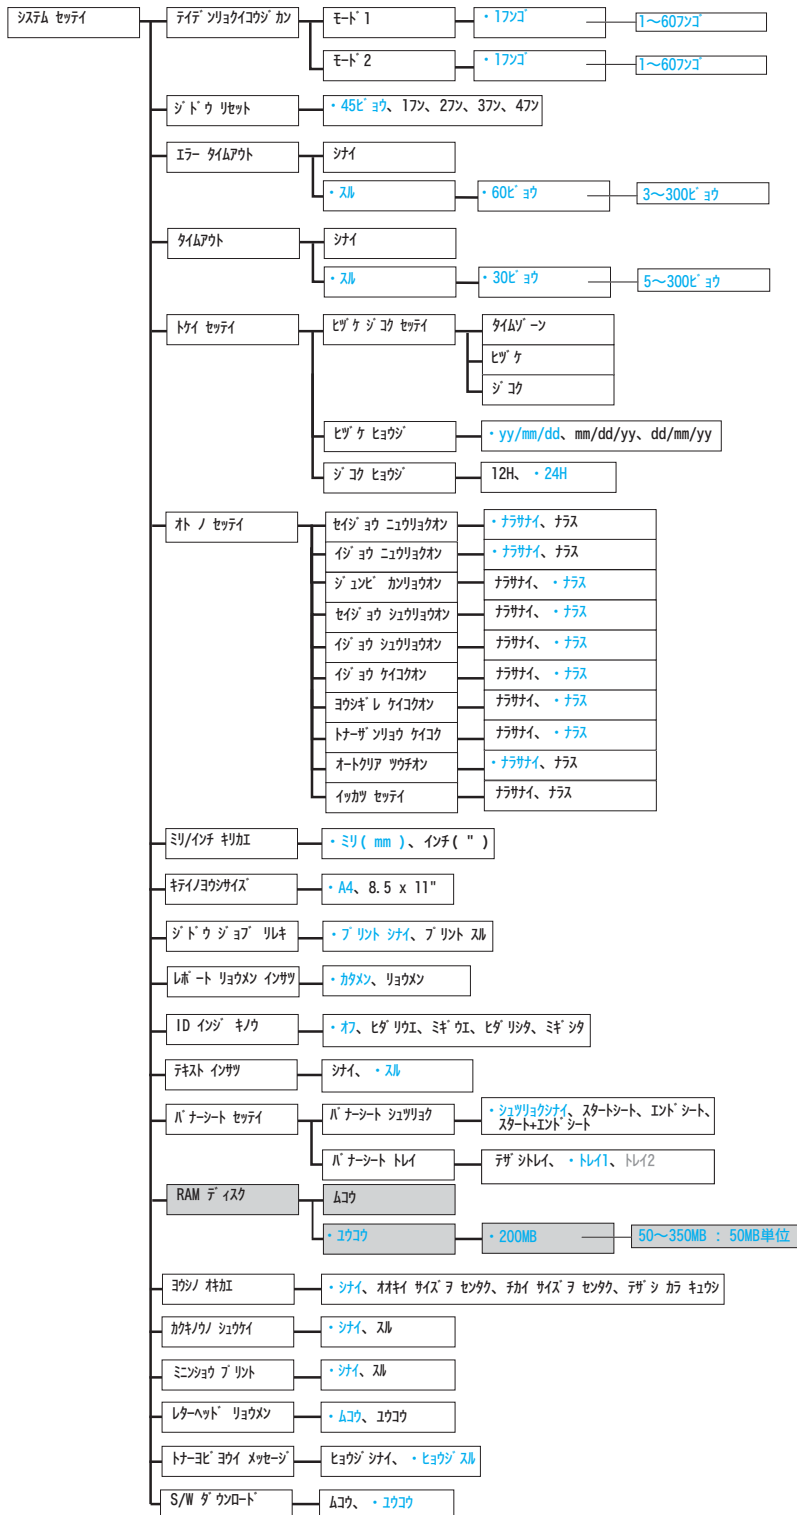 ｼｽﾃﾑ ｾｯﾃｲ
ﾃｲﾃﾞﾝﾘｮｸｲｺｳｼﾞｶﾝ
ﾓｰﾄﾞ1
・1ﾌﾝｺﾞ
1～60ﾌﾝｺﾞ
ﾓｰﾄﾞ2
・1ﾌﾝｺﾞ
1～60ﾌﾝｺﾞ
ｼﾞﾄﾞｳ ﾘｾｯﾄ
・45ﾋﾞｮｳ、1ﾌﾝ、2ﾌﾝ、3ﾌﾝ、4ﾌﾝ
ｴﾗｰ ﾀｲﾑｱｳﾄ
ｼﾅｲ
・ｽﾙ
・60ﾋﾞｮｳ
3～300ﾋﾞｮｳ
ﾀｲﾑｱｳﾄ
ｼﾅｲ
・ｽﾙ
・30ﾋﾞｮｳ
5～300ﾋﾞｮｳ
ﾄｹｲ ｾｯﾃｲ
ﾋﾂﾞｹ ｼﾞｺｸ ｾｯﾃｲ
ﾀｲﾑｿﾞｰﾝ
ﾋﾂﾞｹ
ｼﾞｺｸ
ﾋﾂﾞｹ ﾋｮｳｼﾞ
・yy/mm/dd、mm/dd/yy、dd/mm/yy
ｼﾞｺｸ ﾋｮｳｼﾞ
12H、・24H
ｵﾄ ﾉ ｾｯﾃｲ
ｾｲｼﾞｮｳ ﾆｭｳﾘｮｸｵﾝ
・ﾅﾗｻﾅｲ、ﾅﾗｽ
ｲｼﾞｮｳ ﾆｭｳﾘｮｸｵﾝ
・ﾅﾗｻﾅｲ、ﾅﾗｽ
ｼﾞｭﾝﾋﾞ ｶﾝﾘｮｳｵﾝ
ﾅﾗｻﾅｲ、・ﾅﾗｽ
ｾｲｼﾞｮｳ ｼｭｳﾘｮｳｵﾝ
ﾅﾗｻﾅｲ、・ﾅﾗｽ
ｲｼﾞｮｳ ｼｭｳﾘｮｳｵﾝ
ﾅﾗｻﾅｲ、・ﾅﾗｽ
ｲｼﾞｮｳ ｹｲｺｸｵﾝ
ﾅﾗｻﾅｲ、・ﾅﾗｽ
ﾖｳｼｷﾞﾚ ｹｲｺｸｵﾝ
ﾅﾗｻﾅｲ、・ﾅﾗｽ
ﾄﾅｰｻﾞﾝﾘｮｳ ｹｲｺｸ
ﾅﾗｻﾅｲ、・ﾅﾗｽ
ｵｰﾄｸﾘｱ ﾂｳﾁｵﾝ
・ﾅﾗｻﾅｲ、ﾅﾗｽ
ｲｯｶﾂ ｾｯﾃｲ
ﾅﾗｻﾅｲ、ﾅﾗｽ
ﾐﾘ/ｲﾝﾁ ｷﾘｶｴ
・ﾐﾘ( mm )、ｲﾝﾁ( " )
ｷﾃｲﾉﾖｳｼｻｲｽﾞ
・A4、8.5 x 11"
ｼﾞﾄﾞｳ ｼﾞｮﾌﾞ ﾘﾚｷ
・ﾌﾟﾘﾝﾄ ｼﾅｲ、ﾌﾟﾘﾝﾄ ｽﾙ
ﾚﾎﾟｰﾄ ﾘｮｳﾒﾝ ｲﾝｻﾂ
・ｶﾀﾒﾝ、ﾘｮｳﾒﾝ
ID ｲﾝｼﾞ ｷﾉｳ
・ｵﾌ、ﾋﾀﾞﾘｳｴ、ﾐｷﾞｳｴ、ﾋﾀﾞﾘｼﾀ、ﾐｷﾞｼﾀ
ﾃｷｽﾄ ｲﾝｻﾂ
ｼﾅｲ、・ｽﾙ
ﾊﾞﾅｰｼｰﾄ ｾｯﾃｲ
ﾊﾞﾅｰｼｰﾄ ｼｭﾂﾘｮｸ
・ｼｭﾂﾘｮｸｼﾅｲ、ｽﾀｰﾄｼｰﾄ、ｴﾝﾄﾞｼｰﾄ、
ｽﾀｰﾄ+ｴﾝﾄﾞｼｰﾄ
ﾊﾞﾅｰｼｰﾄ ﾄﾚｲ
ﾃｻﾞｼﾄﾚｲ、・ﾄﾚｲ1、ﾄﾚｲ2
RAM ﾃﾞｨｽｸ
ﾑｺｳ
・ﾕｳｺｳ
・200MB
50～350MB : 50MB単位
ﾖｳｼﾉ ｵｷｶｴ
・ｼﾅｲ、ｵｵｷｲ ｻｲｽﾞｦ ｾﾝﾀｸ、ﾁｶｲ ｻｲｽﾞｦ ｾﾝﾀｸ、ﾃｻﾞｼ ｶﾗ ｷｭｳｼ
ｶｸｷﾉｳﾉ ｼｭｳｹｲ
・ｼﾅｲ、ｽﾙ
ﾐﾆﾝｼｮｳ ﾌﾟﾘﾝﾄ
・ｼﾅｲ、ｽﾙ
ﾚﾀｰﾍｯﾄﾞ ﾘｮｳﾒﾝ
・ﾑｺｳ、ﾕｳｺｳ
ﾄﾅｰﾖﾋﾞﾖｳｲ ﾒｯｾｰｼﾞ
ﾋｮｳｼﾞｼﾅｲ、・ﾋｮｳｼﾞｽﾙ
S/W ﾀﾞｳﾝﾛｰﾄﾞ
ﾑｺｳ、・ﾕｳｺｳ